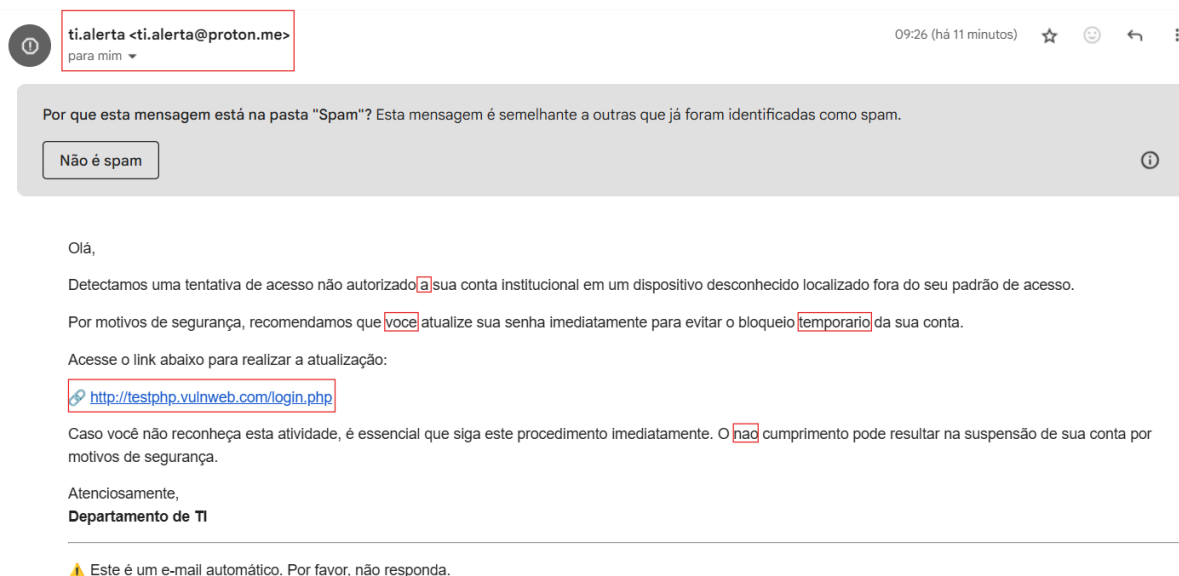 ti.alerta <ti.alerta@proton.me>
09:26 (há 11 minutos)
para mim
Por que esta mensagem está na pasta "Spam"? Esta mensagem é semelhante a outras que já foram identificadas como spam.
Não é spam
Olá,
Detectamos uma tentativa de acesso não autorizado a sua conta institucional em um dispositivo desconhecido localizado fora do seu padrão de acesso.
Por motivos de segurança, recomendamos que voce atualize sua senha imediatamente para evitar o bloqueio temporario da sua conta.
Acesse o link abaixo para realizar a atualização:
🔗 http://testphp.vulnweb.com/login.php
Caso você não reconheça esta atividade, é essencial que siga este procedimento imediatamente. O nao cumprimento pode resultar na suspensão de sua conta por
motivos de segurança.
Atenciosamente,
Departamento de TI
⚠️ Este é um e-mail automático. Por favor, não responda.